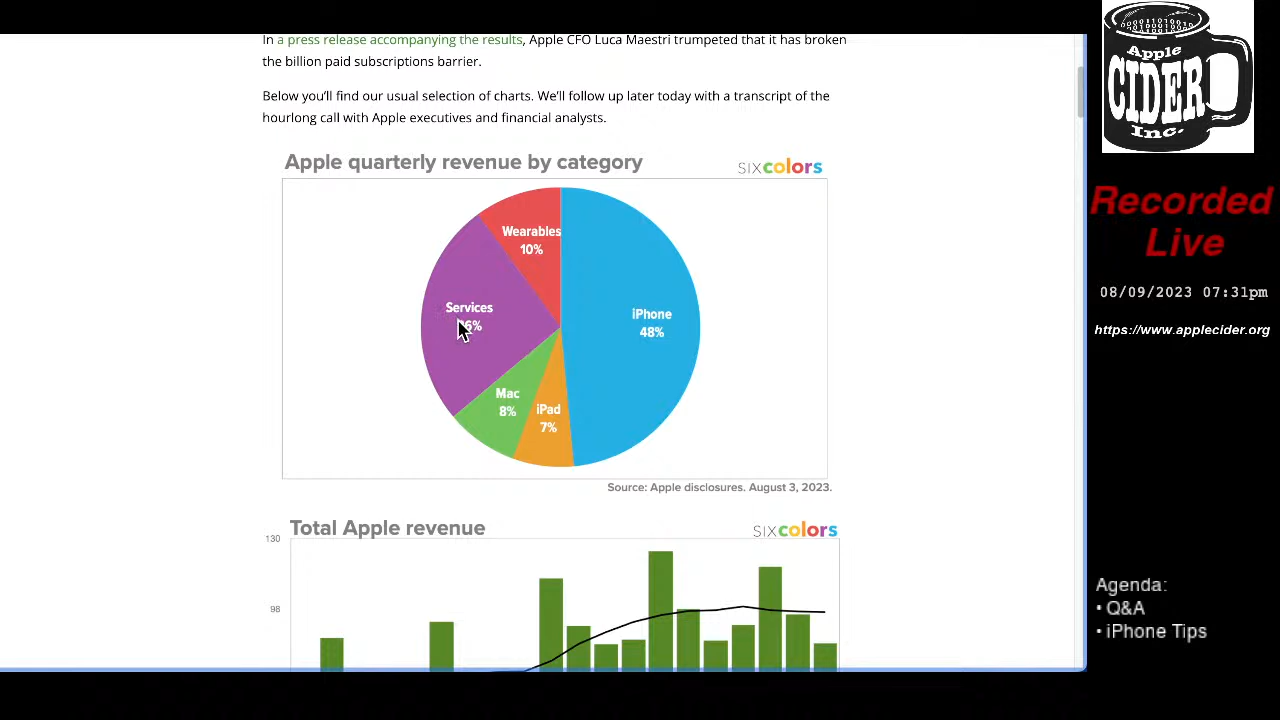 In a press release accompanying the results, Apple CFO Luca Maestri trumpeted that it has broken
the billion paid subscriptions barrier.
Below you'll find our usual selection of charts. We'll follow up later today with a transcript of the
hourlong call with Apple executives and financial analysts.
Apple quarterly revenue by category
SIXcolors
Wearables
10%
Services
6%
iPhone
48%
Mac
8%
iPad
7%
Source: Apple disclosures. August 3, 2023.
Total Apple revenue
SIXcolors
130
98
Apple
CIDER
Inc.
Recorded
Live
08/09/2023 07:31pm
https://www.applecider.org
Agenda:
• Q&A
• iPhone Tips